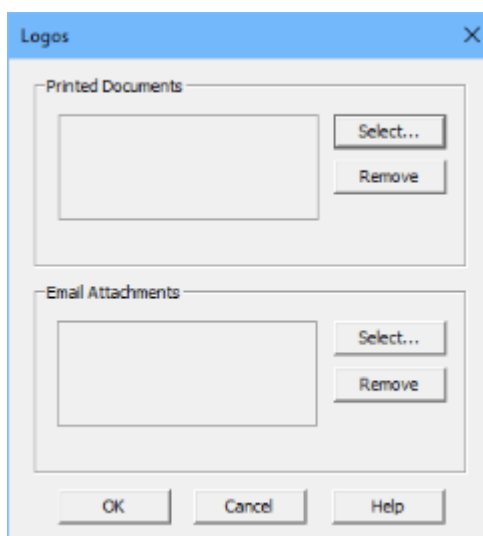 Logos
Printed Documents
Select...
Remove
Email Attachments
Select...
Remove
OK Cancel Help